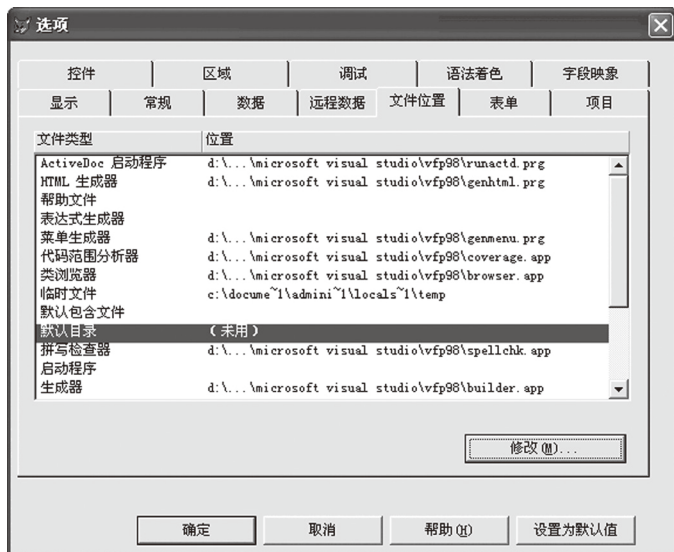 选项
控件 区域 调试 语法着色 字段映象
显示 常规 数据 远程数据 文件位置 表单 项目
文件类型 位置
ActiveDoc 启动程序 d:\...\microsoft visual studio\vfp98\runactd.prg
HTML 生成器 d:\...\microsoft visual studio\vfp98\genhtml.prg
帮助文件
表达式生成器
菜单生成器 d:\...\microsoft visual studio\vfp98\genmenu.prg
代码范围分析器 d:\...\microsoft visual studio\vfp98\coverage.app
类浏览器 d:\...\microsoft visual studio\vfp98\browser.app
临时文件 c:\docume~1\admini~1\locals~1\temp
默认包含文件
默认目录 (未用)
拼写检查器 d:\...\microsoft visual studio\vfp98\spellchk.app
启动程序
生成器 d:\...\microsoft visual studio\vfp98\builder.app
修改(M)...
确定 取消 帮助(H) 设置为默认值